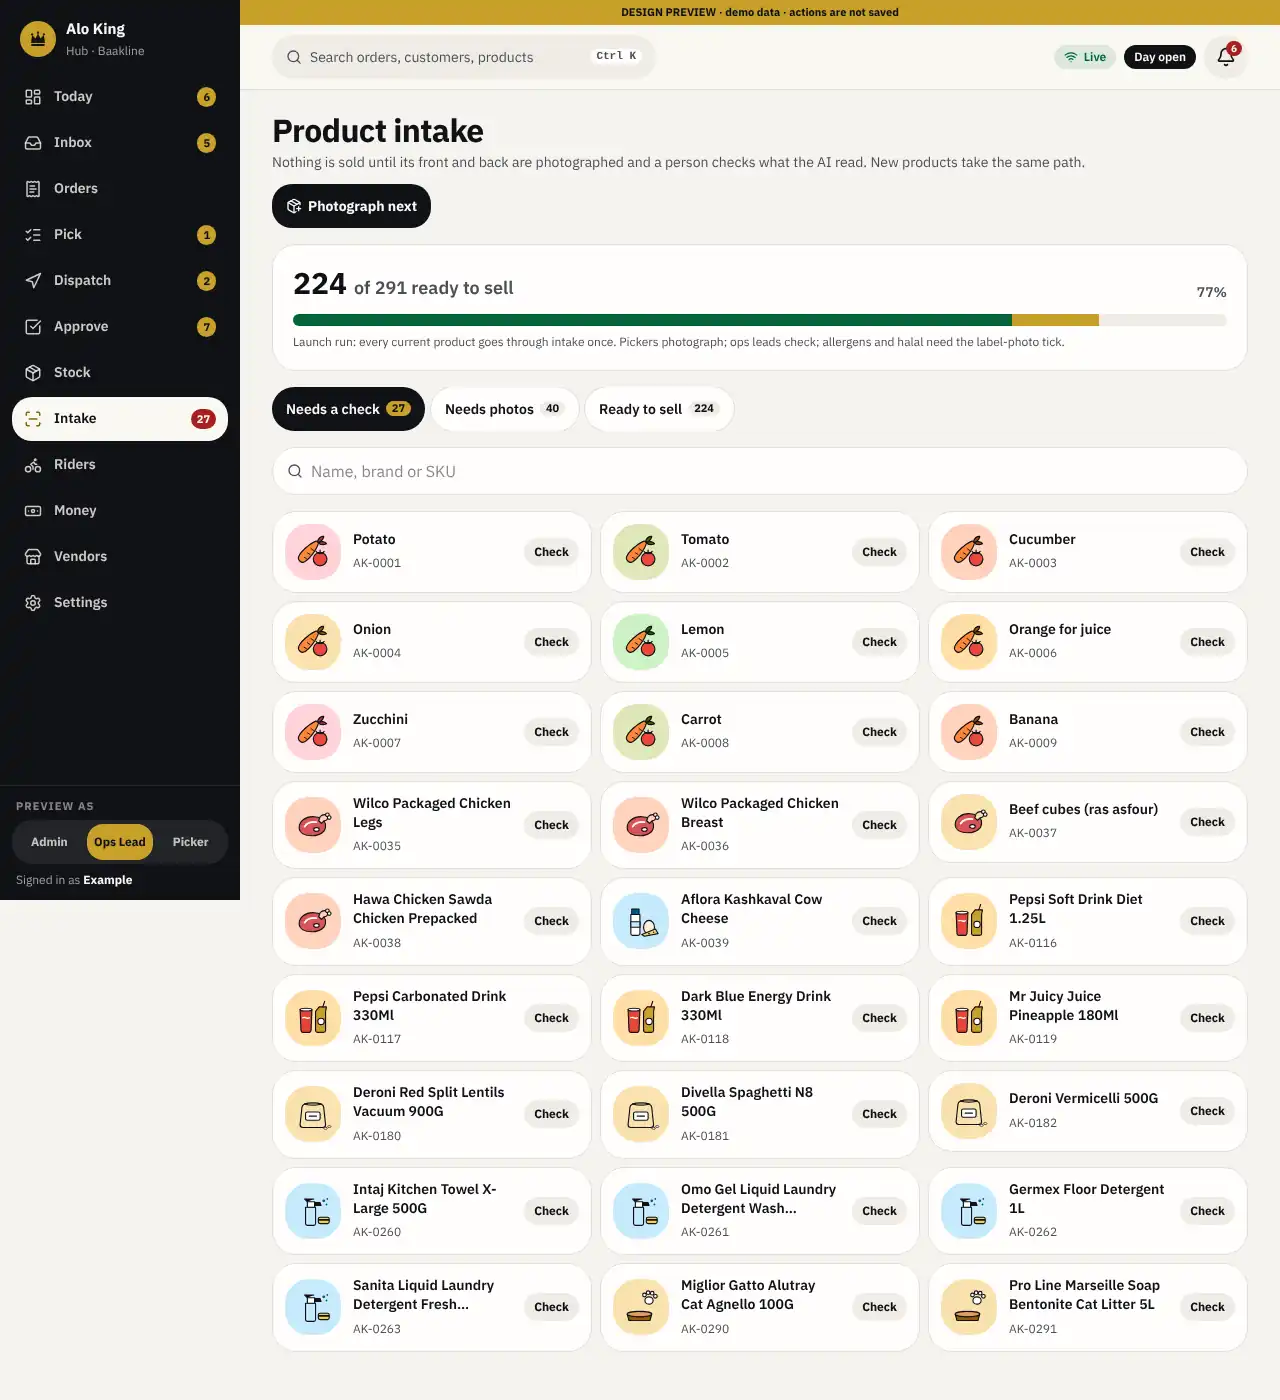 DESIGN PREVIEW · demo data · actions are not saved
Alo King
Hub · Baakline
Today 6
Inbox 5
Orders
Pick 1
Dispatch 2
Approve 7
Stock
Intake 27
Riders
Money
Vendors
Settings
PREVIEW AS
Admin Ops Lead Picker
Signed in as Example
Search orders, customers, products Ctrl K
Live Day open 6
Product intake
Nothing is sold until its front and back are photographed and a person checks what the AI read. New products take the same path.
Photograph next
224 of 291 ready to sell 77%
Launch run: every current product goes through intake once. Pickers photograph; ops leads check; allergens and halal need the label-photo tick.
Needs a check 27 Needs photos 40 Ready to sell 224
Name, brand or SKU
Potato
AK-0001
Check
Tomato
AK-0002
Check
Cucumber
AK-0003
Check
Onion
AK-0004
Check
Lemon
AK-0005
Check
Orange for juice
AK-0006
Check
Zucchini
AK-0007
Check
Carrot
AK-0008
Check
Banana
AK-0009
Check
Wilco Packaged Chicken
Legs
AK-0035
Check
Wilco Packaged Chicken
Breast
AK-0036
Check
Beef cubes (ras asfour)
AK-0037
Check
Hawa Chicken Sawda
Chicken Prepacked
AK-0038
Check
Aflora Kashkaval Cow
Cheese
AK-0039
Check
Pepsi Soft Drink Diet
1.25L
AK-0116
Check
Pepsi Carbonated Drink
330Ml
AK-0117
Check
Dark Blue Energy Drink
330Ml
AK-0118
Check
Mr Juicy Juice
Pineapple 180Ml
AK-0119
Check
Deroni Red Split Lentils
Vacuum 900G
AK-0180
Check
Divella Spaghetti N8
500G
AK-0181
Check
Deroni Vermicelli 500G
AK-0182
Check
Intaj Kitchen Towel X-
Large 500G
AK-0260
Check
Omo Gel Liquid Laundry
Detergent Wash...
AK-0261
Check
Germex Floor Detergent
1L
AK-0262
Check
Sanita Liquid Laundry
Detergent Fresh...
AK-0263
Check
Miglior Gatto Alutray
Cat Agnello 100G
AK-0290
Check
Pro Line Marseille Soap
Bentonite Cat Litter 5L
AK-0291
Check